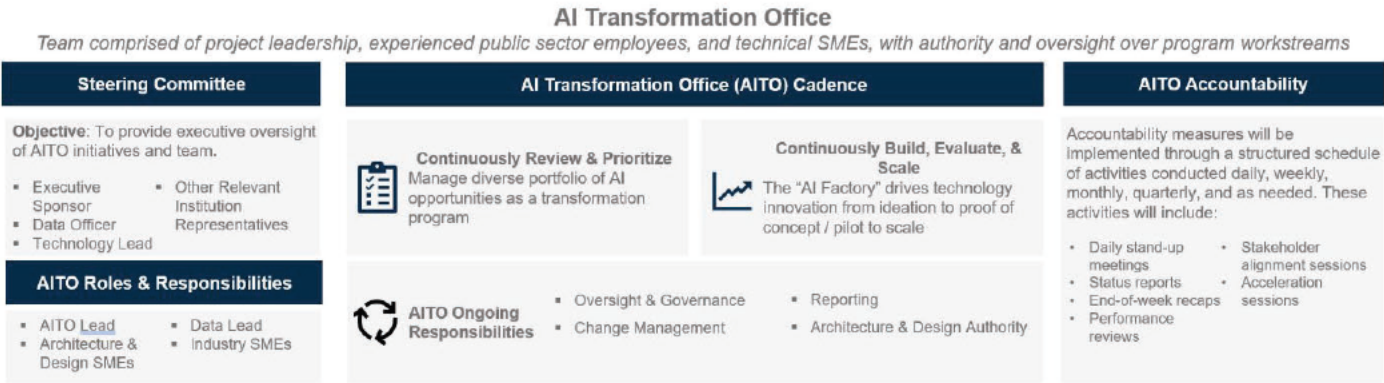 AI Transformation Office
Team comprised of project leadership, experienced public sector employees, and technical SMEs, with authority and oversight over program workstreams
Steering Committee
Objective: To provide executive oversight
of AITO initiatives and team.
▪ Executive
Sponsor
▪ Data Officer
▪ Technology Lead
▪ Other Relevant
Institution
Representatives
AITO Roles & Responsibilities
▪ AITO Lead
▪ Architecture &
Design SMEs
▪ Data Lead
▪ Industry SMEs
AI Transformation Office (AITO) Cadence
Continuously Review & Prioritize
Manage diverse portfolio of AI
opportunities as a transformation
program
Continuously Build, Evaluate, &
Scale
The “AI Factory” drives technology
innovation from ideation to proof of
concept / pilot to scale
AITO Ongoing
Responsibilities
▪ Oversight & Governance
▪ Change Management
▪ Reporting
▪ Architecture & Design Authority
AITO Accountability
Accountability measures will be
implemented through a structured schedule
of activities conducted daily, weekly,
monthly, quarterly, and as needed. These
activities will include:
• Daily stand-up
meetings
• Status reports
• End-of-week recaps
• Performance
reviews
• Stakeholder
alignment sessions
• Acceleration
sessions